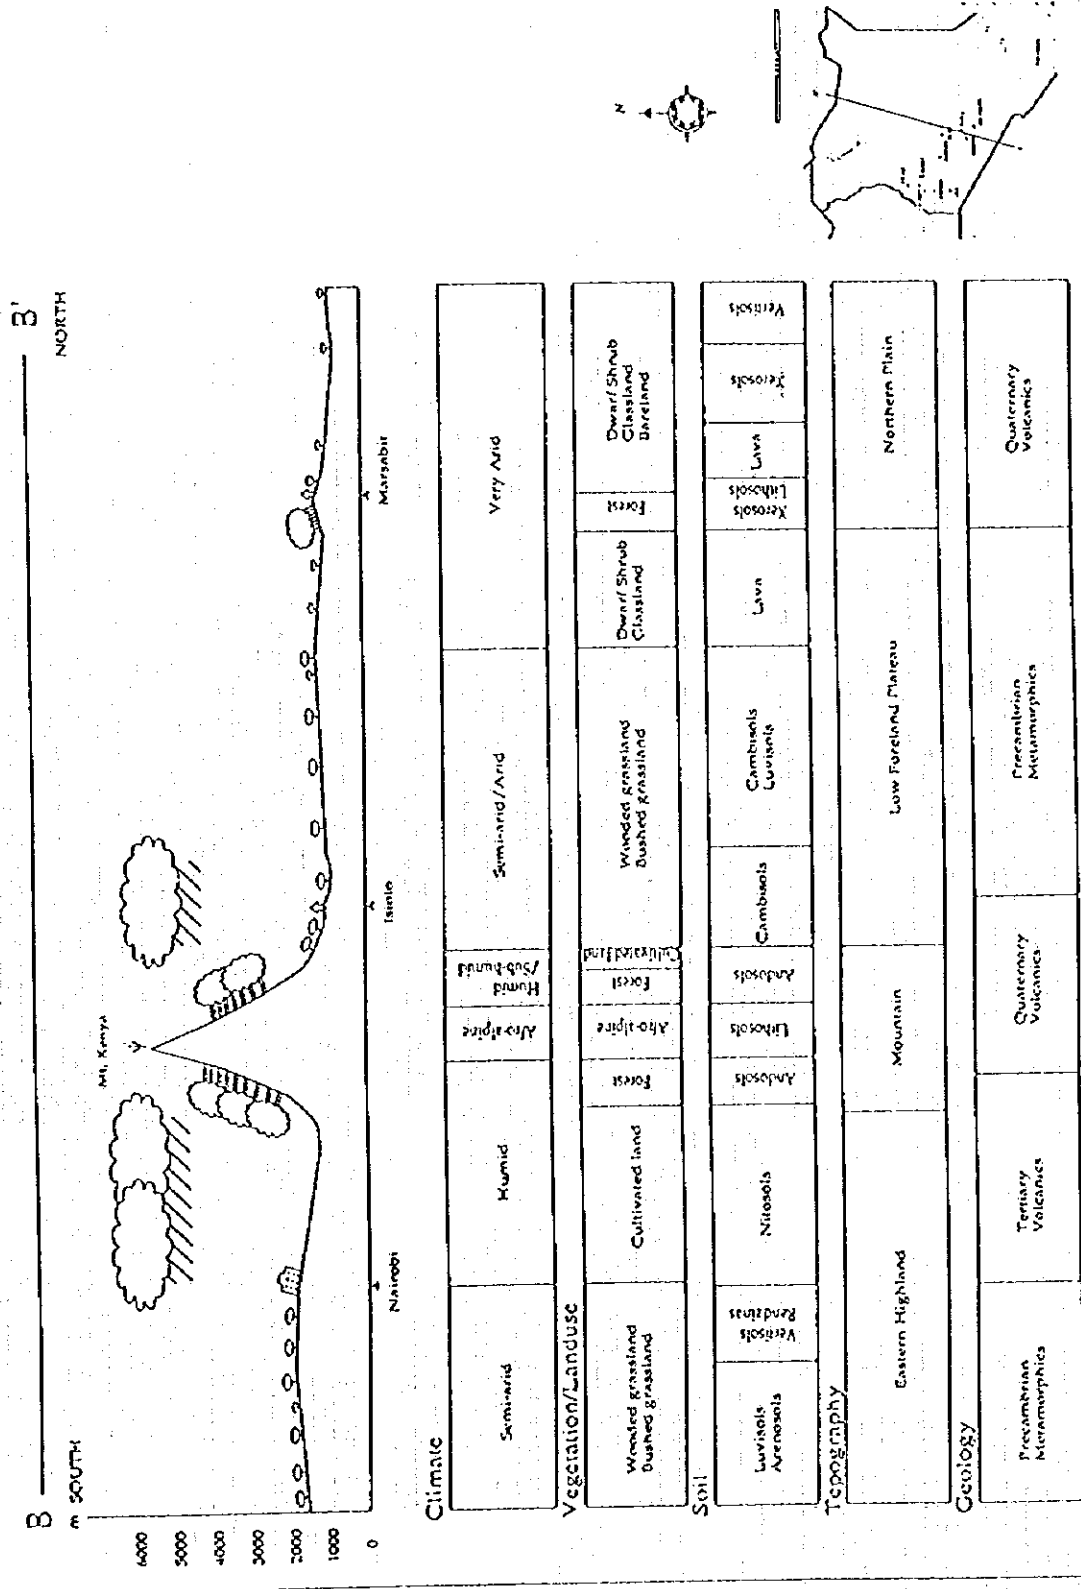 B
B'
m SOUTH
NORTH
6000
5000
4000
3000
2000
1000
0
Mt. Kenya
Nairobi
Isiolo
Marsabit
N
Climate
Semi-arid
Humid
Afro-alpine
Humid
/Sub-humid
Semi-arid/Arid
Very Arid
Vegetation/Landuse
Wooded grassland
Bushed grassland
Cultivated land
Forest
Afro-alpine
Forest
Cultivated land
Wooded grassland
Bushed grassland
Dwarf Shrub
Glassland
Forest
Dwarf Shrub
Glassland
Bareland
Soil
Luvisols
Arenosols
Vertisols
Rendzinas
Nitosols
Andosols
Lithosols
Andosols
Cambisols
Cambisols
Luvisols
Lava
Xerosols
Lithosols
Lava
Xerosols
Vertisols
Topography
Eastern Highland
Mountain
Low Foreland Plateau
Northern Plain
Geology
Precambrian
Metamorphics
Tertiary
Volcanics
Quaternary
Volcanics
Precambrian
Metamorphics
Quaternary
Volcanics